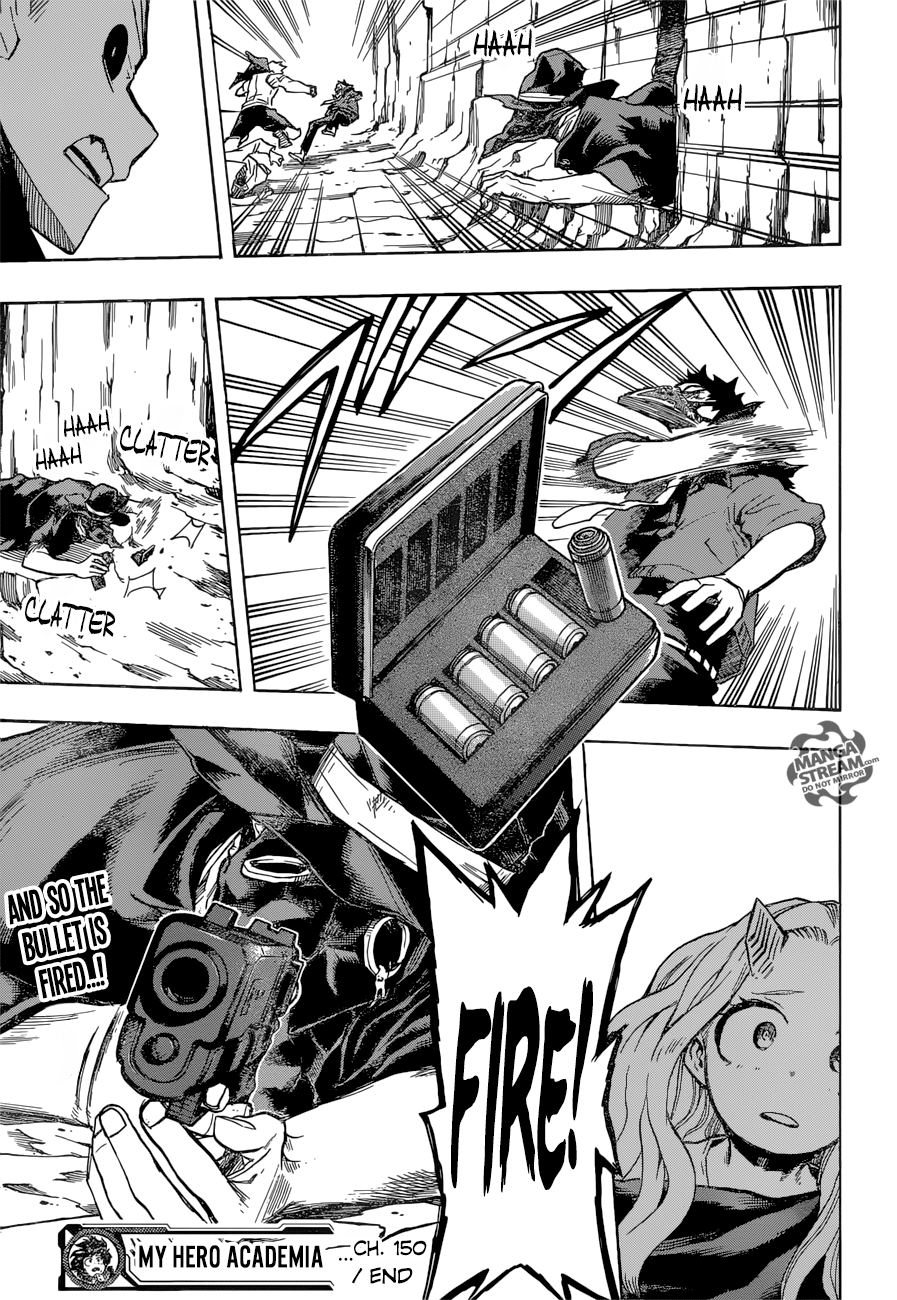 HAAH
HAAH
HAAH
HAAH
CLATTER
CLATTER
MANGA
STREAM.com
DO NOT MIRROR
FIRE!
AND SO THE
BULLET IS
FIRED..!!
MY HERO ACADEMIA
...CH. 150
/ END